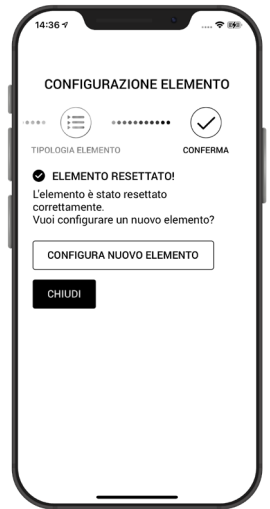 14:36
CONFIGURAZIONE ELEMENTO
TIPOLOGIA ELEMENTO
CONFERMA
ELEMENTO RESETTATO!
L'elemento è stato resettato
correttamente.
Vuoi configurare un nuovo elemento?
CONFIGURA NUOVO ELEMENTO
CHIUDI